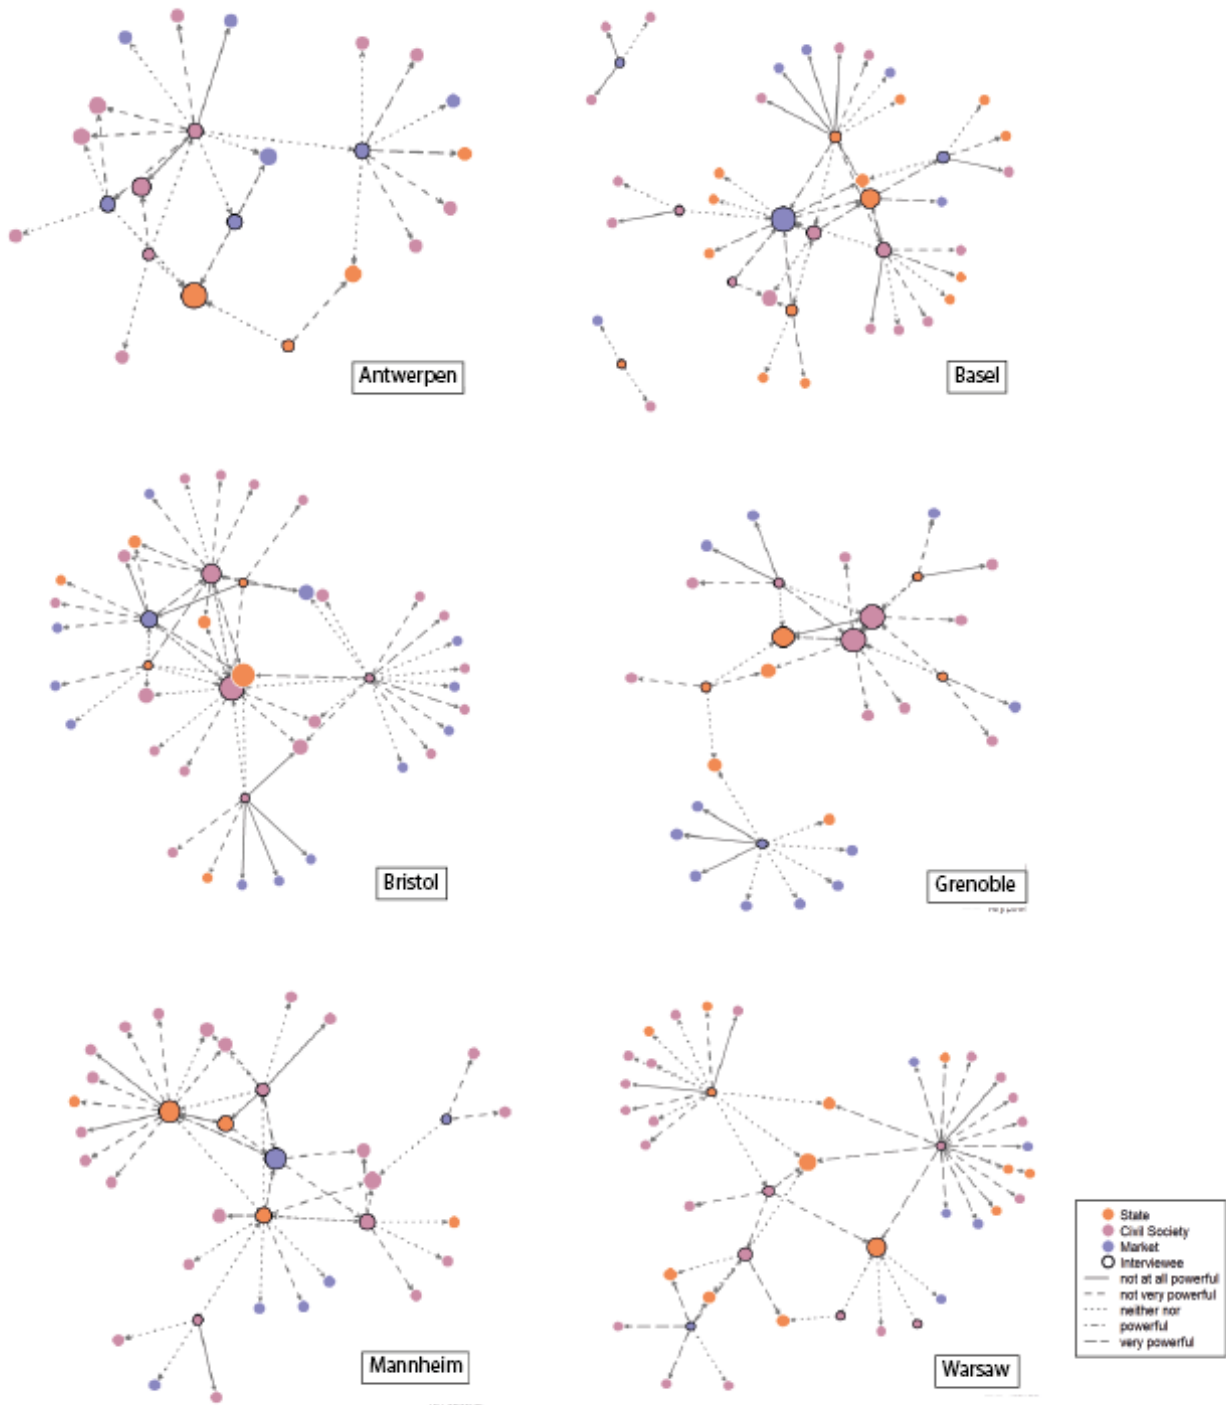 Antwerpen
Basel
Bristol
Grenoble
Mannheim
Warsaw
State
Civil Society
Market
Interviewee
not at all powerful
not very powerful
neither nor
powerful
very powerful